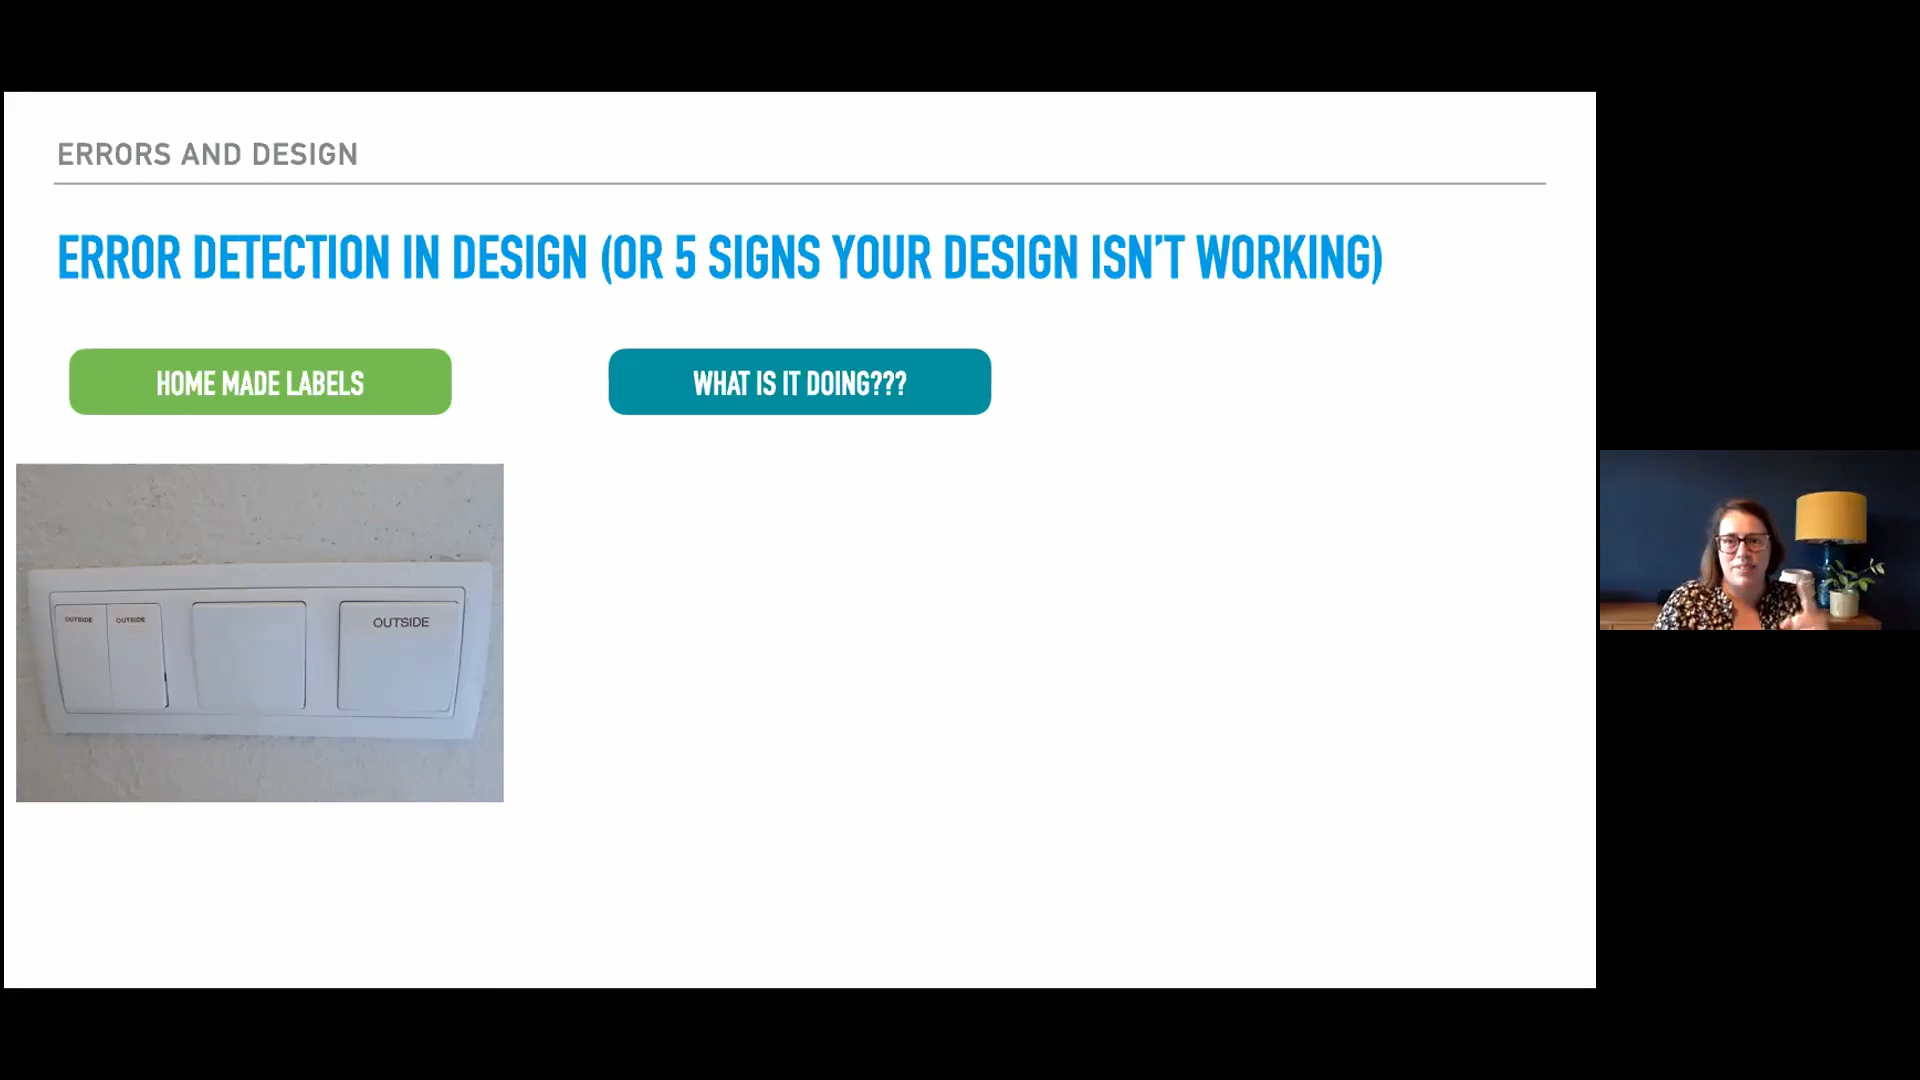 ERRORS AND DESIGN
ERROR DETECTION IN DESIGN (OR 5 SIGNS YOUR DESIGN ISN'T WORKING)
HOME MADE LABELS
WHAT IS IT DOING???
OUTSIDE
OUTSIDE
OUTSIDE